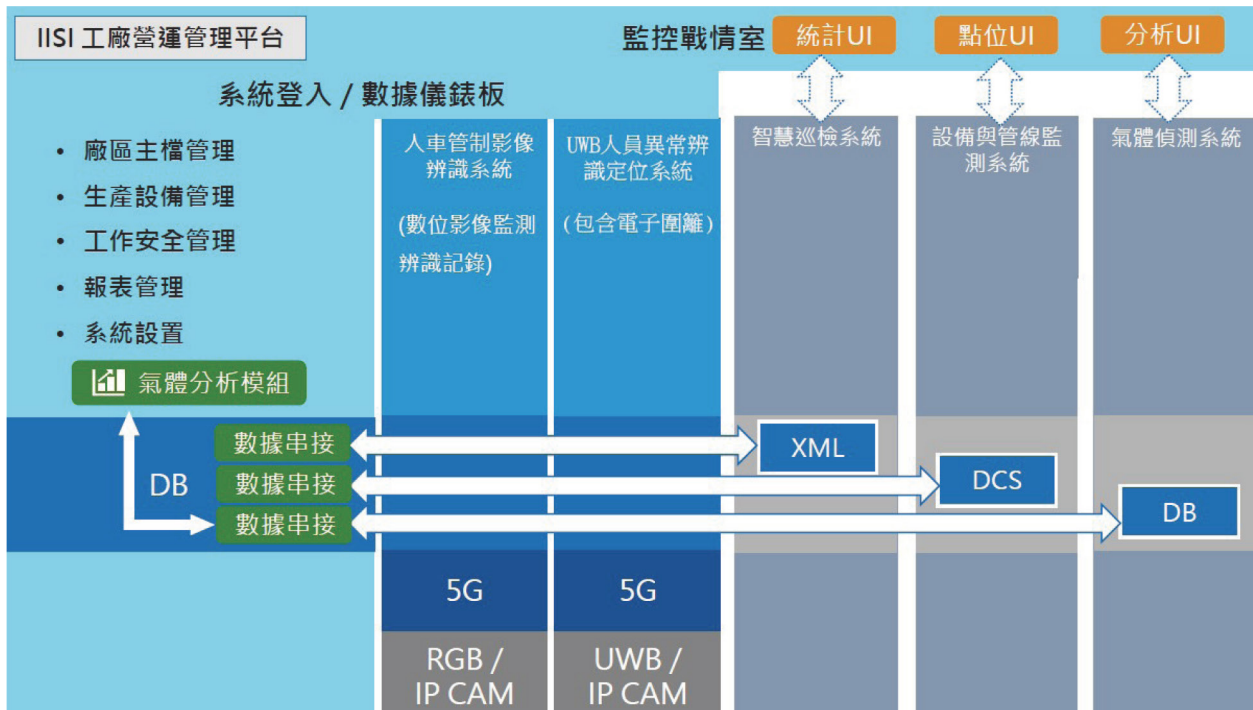 IISI 工廠營運管理平台
監控戰情室
統計UI
點位UI
分析UI
系統登入 / 數據儀錶板
• 廠區主檔管理
• 生產設備管理
• 工作安全管理
• 報表管理
• 系統設置
氣體分析模組
人車管制影像
辨識系統
(數位影像監測
辨識記錄)
UWB人員異常辨
識定位系統
(包含電子圍籬)
智慧巡檢系統
設備與管線監
測系統
氣體偵測系統
DB
數據串接
數據串接
數據串接
XML
DCS
DB
5G
5G
RGB /
IP CAM
UWB /
IP CAM